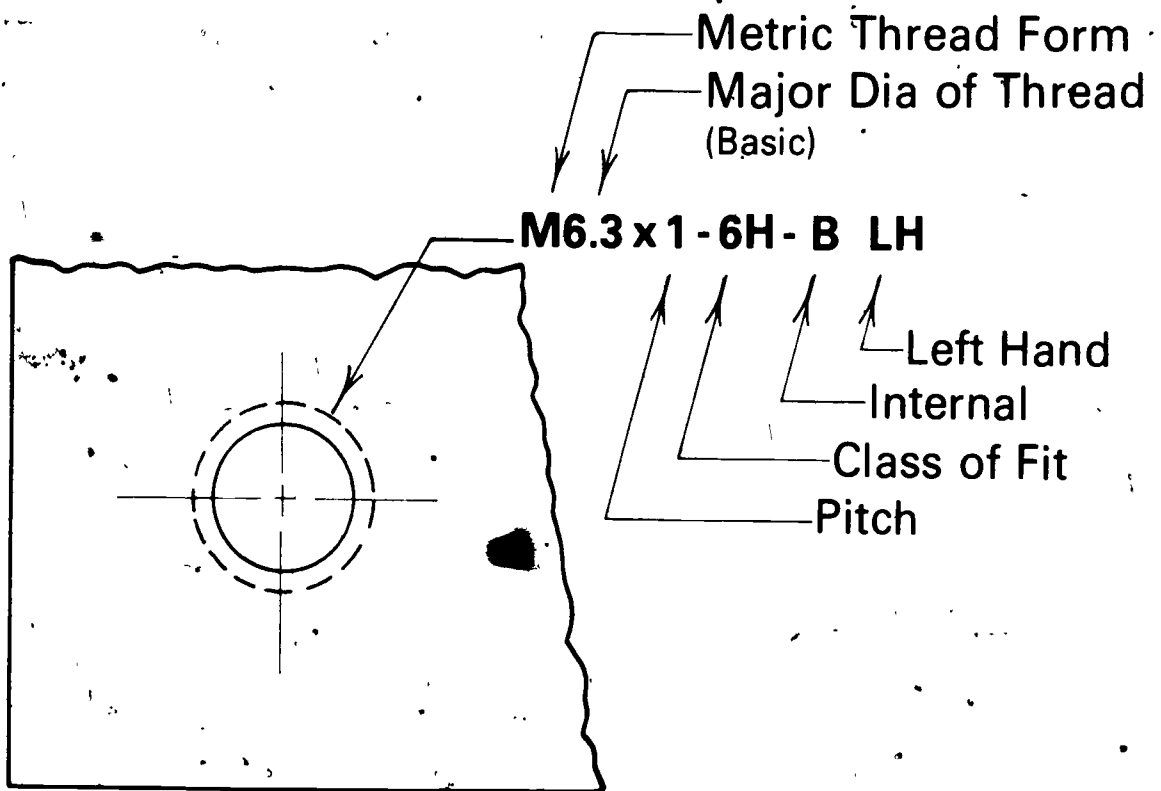 Metric Thread Form
Major Dia of Thread
(Basic)
M6.3 x 1 - 6H - B LH
Left Hand
Internal
Class of Fit
Pitch